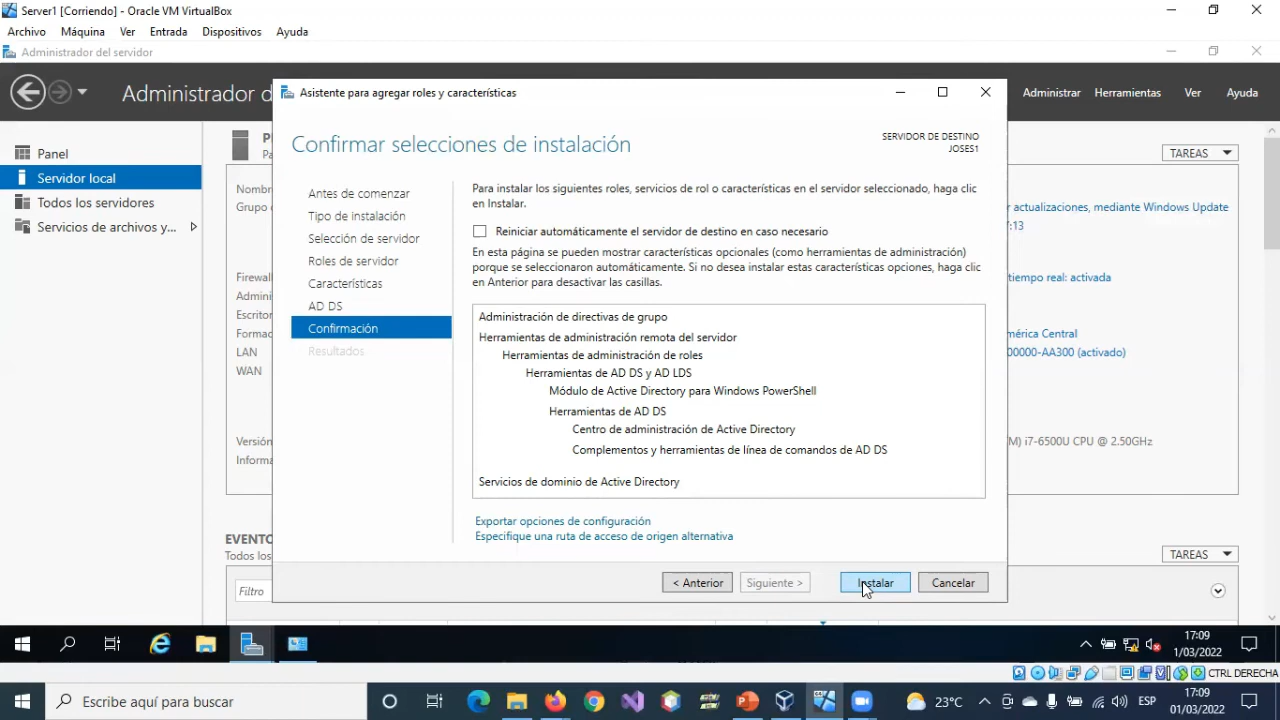 Server1 [Corriendo] - Oracle VM VirtualBox
Archivo Máquina Ver Entrada Dispositivos Ayuda
Administrador del servidor
Administrador d
Administrar Herramientas Ver Ayuda
Asistente para agregar roles y características
Confirmar selecciones de instalación
SERVIDOR DE DESTINO
JOSES1
Panel
Servidor local
Todos los servidores
Servicios de archivos y...
TAREAS
Nombr
Grupo
Firewall
Admini
Escritor
Formac
LAN
WAN
Versión
Informa
Antes de comenzar
Tipo de instalación
Selección de servidor
Roles de servidor
Características
AD DS
Confirmación
Resultados
Para instalar los siguientes roles, servicios de rol o características en el servidor seleccionado, haga clic
en Instalar.
Reiniciar automáticamente el servidor de destino en caso necesario
En esta página se pueden mostrar características opcionales (como herramientas de administración)
porque se seleccionaron automáticamente. Si no desea instalar estas características opciones, haga clic
en Anterior para desactivar las casillas.
Administración de directivas de grupo
Herramientas de administración remota del servidor
Herramientas de administración de roles
Herramientas de AD DS y AD LDS
Módulo de Active Directory para Windows PowerShell
Herramientas de AD DS
Centro de administración de Active Directory
Complementos y herramientas de línea de comandos de AD DS
Servicios de dominio de Active Directory
Exportar opciones de configuración
Especifique una ruta de acceso de origen alternativa
< Anterior Siguiente > Instalar Cancelar
r actualizaciones, mediante Windows Update
:13
tiempo real: activada
mérica Central
00000-AA300 (activado)
M) i7-6500U CPU @ 2.50GHz
EVENTO
Todos los
TAREAS
Filtro
17:09
1/03/2022
CTRL DERECHA
Escribe aquí para buscar
23°C
ESP
17:09
01/03/2022